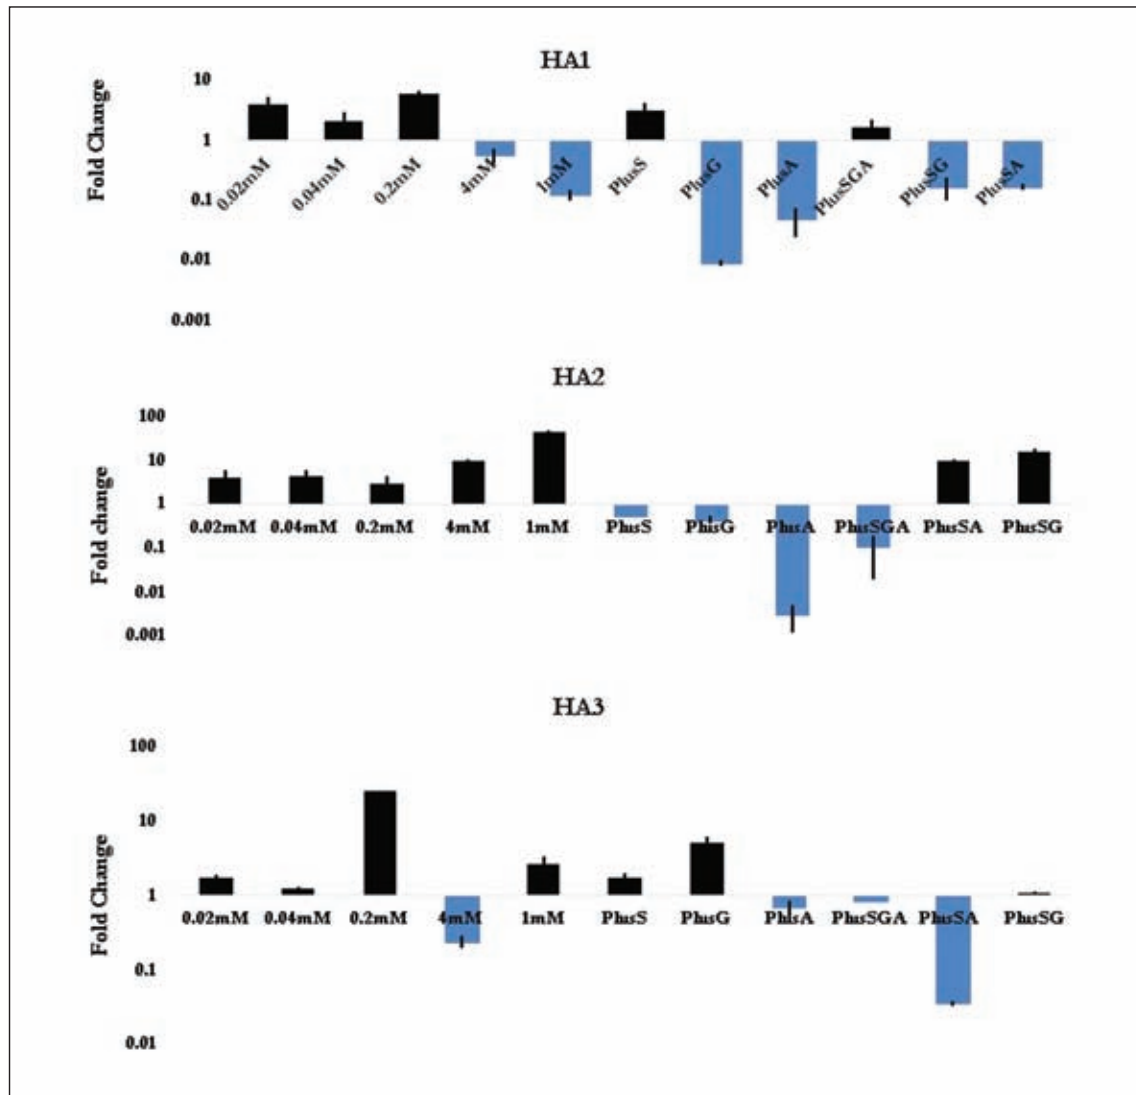 HA1
Fold Change
10
1
0.1
0.01
0.001
0.02mM 0.04mM 0.2mM 4mM 1mM PlusS PlusG PlusA PlusSGA PlusSG PlusSA
HA2
Fold change
100
10
1
0.1
0.01
0.001
0.02mM 0.04mM 0.2mM 4mM 1mM PlusS PlusG PlusA PlusSGA PlusSA PlusSG
HA3
Fold Change
100
10
1
0.1
0.01
0.02mM 0.04mM 0.2mM 4mM 1mM PlusS PlusG PlusA PlusSGA PlusSA PlusSG